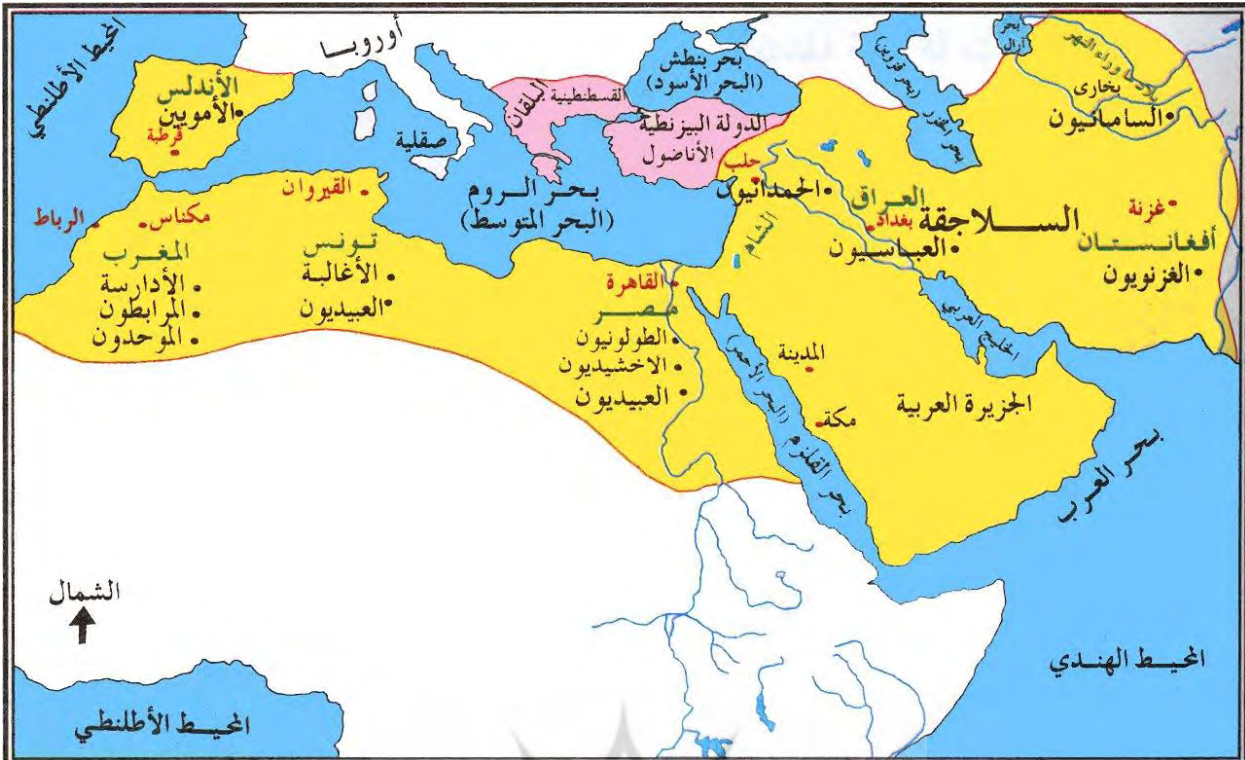 المحيط الأطلنطي
أوروبا
بحر بنطش
(البحر الأسود)
بحر الخزر
(بحر قزوين)
بحر
آرال
بلاد ما وراء النهر
بخارى
السامانيون
الأندلس
الأمويين
قرطبة
صقلية
البلقان
القسطنطينية
الدولة البيزنطية
الأناضول
حلب
الحمدانيون
بحر الروم
(البحر المتوسط)
الشام
العراق
بغداد
العباسيون
السلاجقة
غزنة
أفغانستان
الغزنويون
الرباط
مكناس
المغرب
الأدارسة
المرابطون
الموحدون
القيروان
تونس
الأغالبة
العبيديون
القاهرة
مصر
الطولونيون
الاخشيديون
العبيديون
بحر القلزم
(البحر الأحمر)
المدينة
مكة
الجزيرة العربية
الخليج العربي
بحر العرب
الشمال
المحيط الهندي
المحيط الأطلنطي